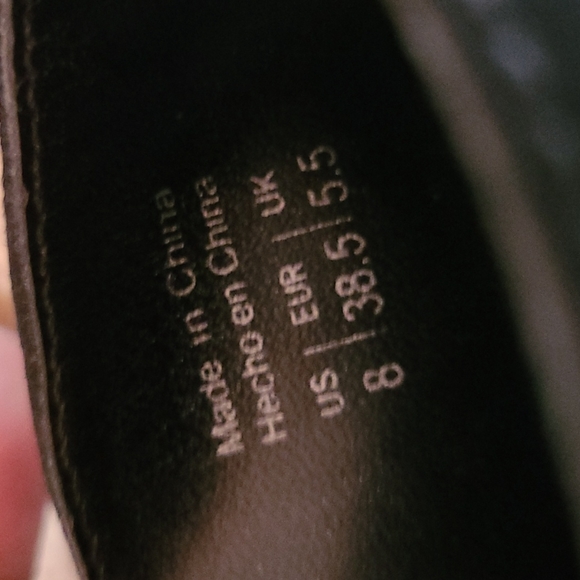 Made in China
Hecho en China
US | EUR | UK
8 | 38.5 | 5.5